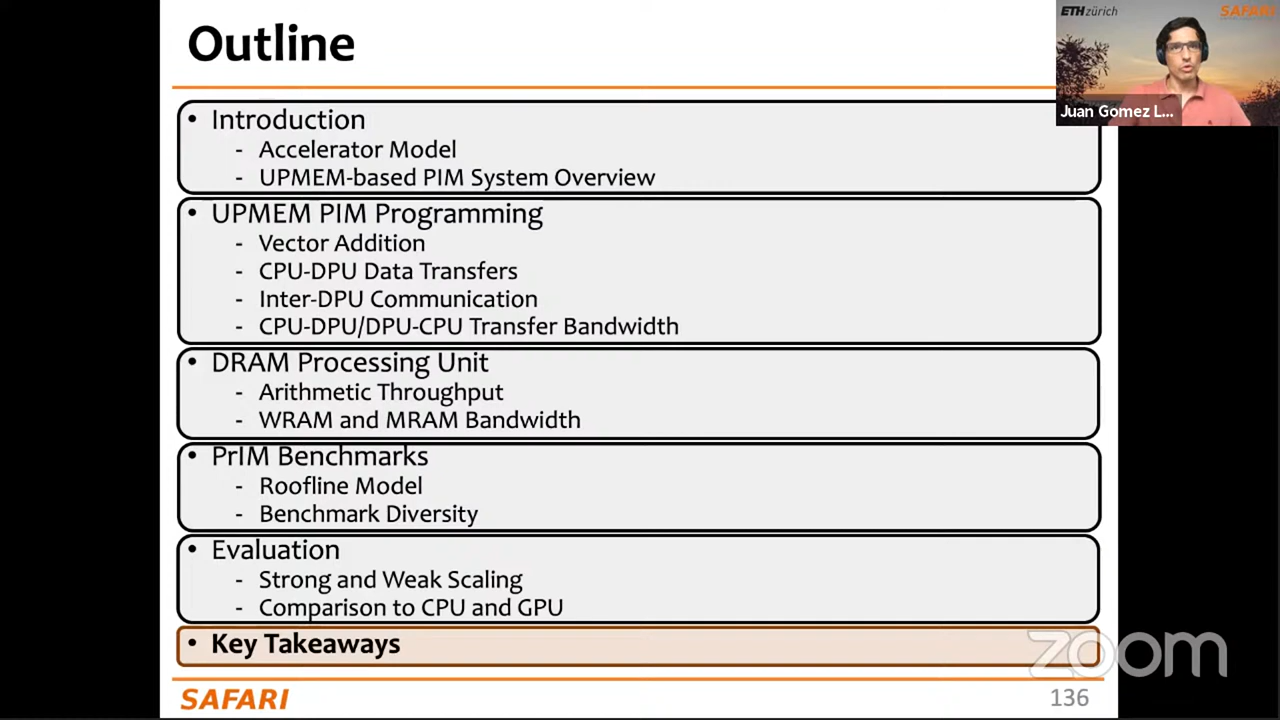 Outline
ETH zürich
SAFARI
Juan Gomez L...
• Introduction
- Accelerator Model
- UPMEM-based PIM System Overview
• UPMEM PIM Programming
- Vector Addition
- CPU-DPU Data Transfers
- Inter-DPU Communication
- CPU-DPU/DPU-CPU Transfer Bandwidth
• DRAM Processing Unit
- Arithmetic Throughput
- WRAM and MRAM Bandwidth
• PrIM Benchmarks
- Roofline Model
- Benchmark Diversity
• Evaluation
- Strong and Weak Scaling
- Comparison to CPU and GPU
• Key Takeaways
zoom
SAFARI
136